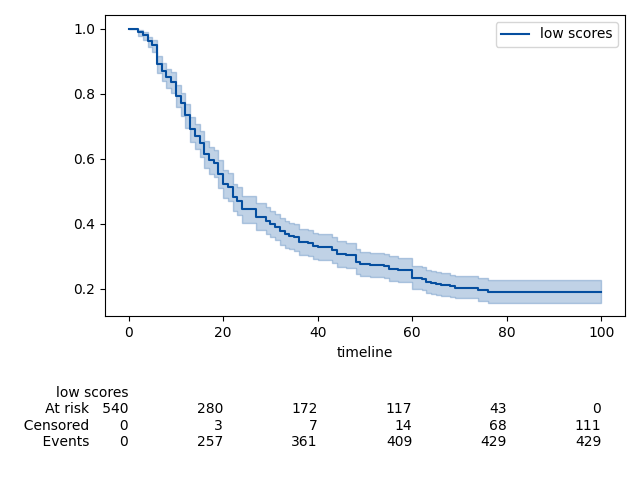 1.0
0.8
0.6
0.4
0.2
low scores
0 20 40 60 80 100
timeline
low scores
At risk 540 280 172 117 43 0
Censored 0 3 7 14 68 111
Events 0 257 361 409 429 429